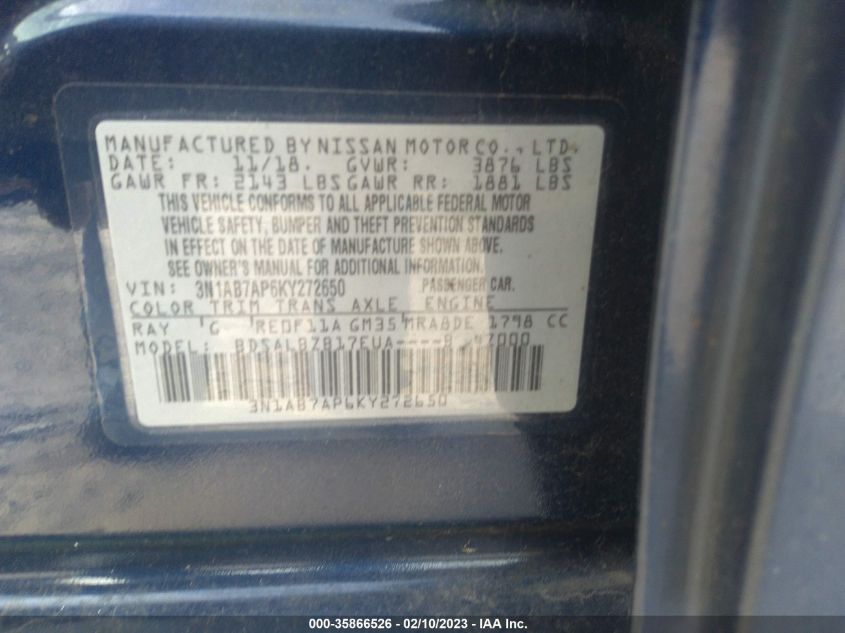 MANUFACTURED BY NISSAN MOTOR CO., LTD.
DATE: 11/18. GVWR: 3876 LBS
GAWR FR: 2143 LBS GAWR RR: 1881 LBS
THIS VEHICLE CONFORMS TO ALL APPLICABLE FEDERAL MOTOR
VEHICLE SAFETY, BUMPER AND THEFT PREVENTION STANDARDS
IN EFFECT ON THE DATE OF MANUFACTURE SHOWN ABOVE.
SEE OWNER'S MANUAL FOR ADDITIONAL INFORMATION.
VIN: 3N1AB7AP6KY272650 PASSENGER CAR.
COLOR TRIM TRANS AXLE ENGINE
RAY G RE0F11A GM35 MRA8DE 1798 CC
MODEL:
3N1AB7AP6KY272650
000-35866526 - 02/10/2023 - IAA Inc.